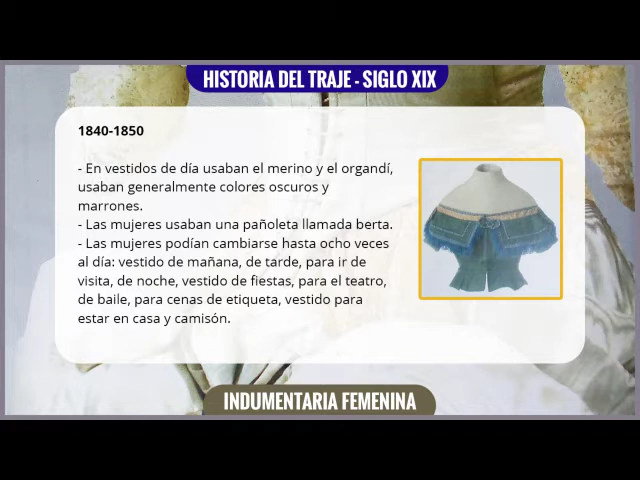 HISTORIA DEL TRAJE - SIGLO XIX
1840-1850
- En vestidos de día usaban el merino y el organdí,
usaban generalmente colores oscuros y
marrones.
- Las mujeres usaban una pañoleta llamada berta.
- Las mujeres podían cambiarse hasta ocho veces
al día: vestido de mañana, de tarde, para ir de
visita, de noche, vestido de fiestas, para el teatro,
de baile, para cenas de etiqueta, vestido para
estar en casa y camisón.
INDUMENTARIA FEMENINA